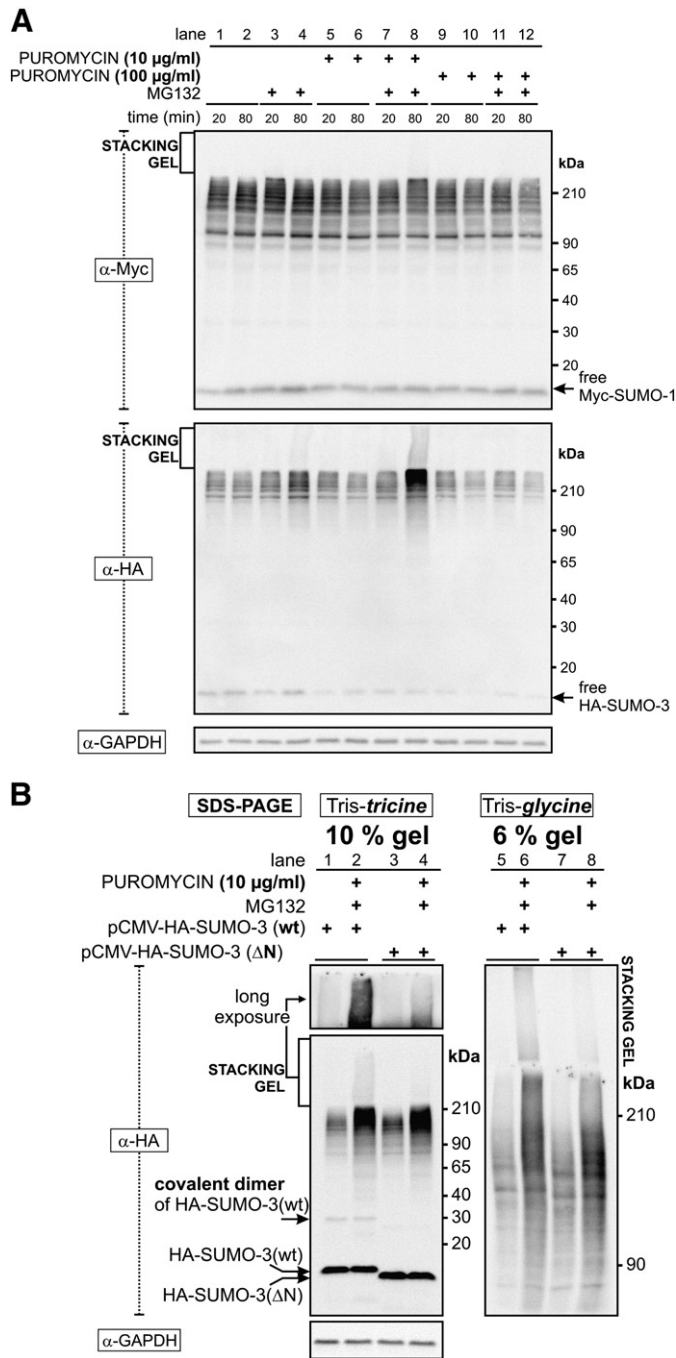 A
lane 1 2 3 4 5 6 7 8 9 10 11 12
PUROMYCIN (10 µg/ml) + + + +
PUROMYCIN (100 µg/ml) + + + +
MG132 + + + + + +
time (min) 20 80 20 80 20 80 20 80 20 80 20 80
STACKING
GEL
kDa
210
90
65
40
30
20
α-Myc
free
Myc-SUMO-1
STACKING
GEL
kDa
210
90
65
40
30
20
α-HA
free
HA-SUMO-3
α-GAPDH
B
SDS-PAGE Tris-tricine Tris-glycine
10 % gel 6 % gel
lane 1 2 3 4 5 6 7 8
PUROMYCIN (10 µg/ml) + + + +
MG132 + + + +
pCMV-HA-SUMO-3 (wt) + + + +
pCMV-HA-SUMO-3 (ΔN) + + + +
long
exposure
STACKING
GEL
kDa
210
90
65
40
30
20
α-HA
covalent dimer
of HA-SUMO-3(wt)
HA-SUMO-3(wt)
HA-SUMO-3(ΔN)
STACKING GEL
kDa
210
90
α-GAPDH